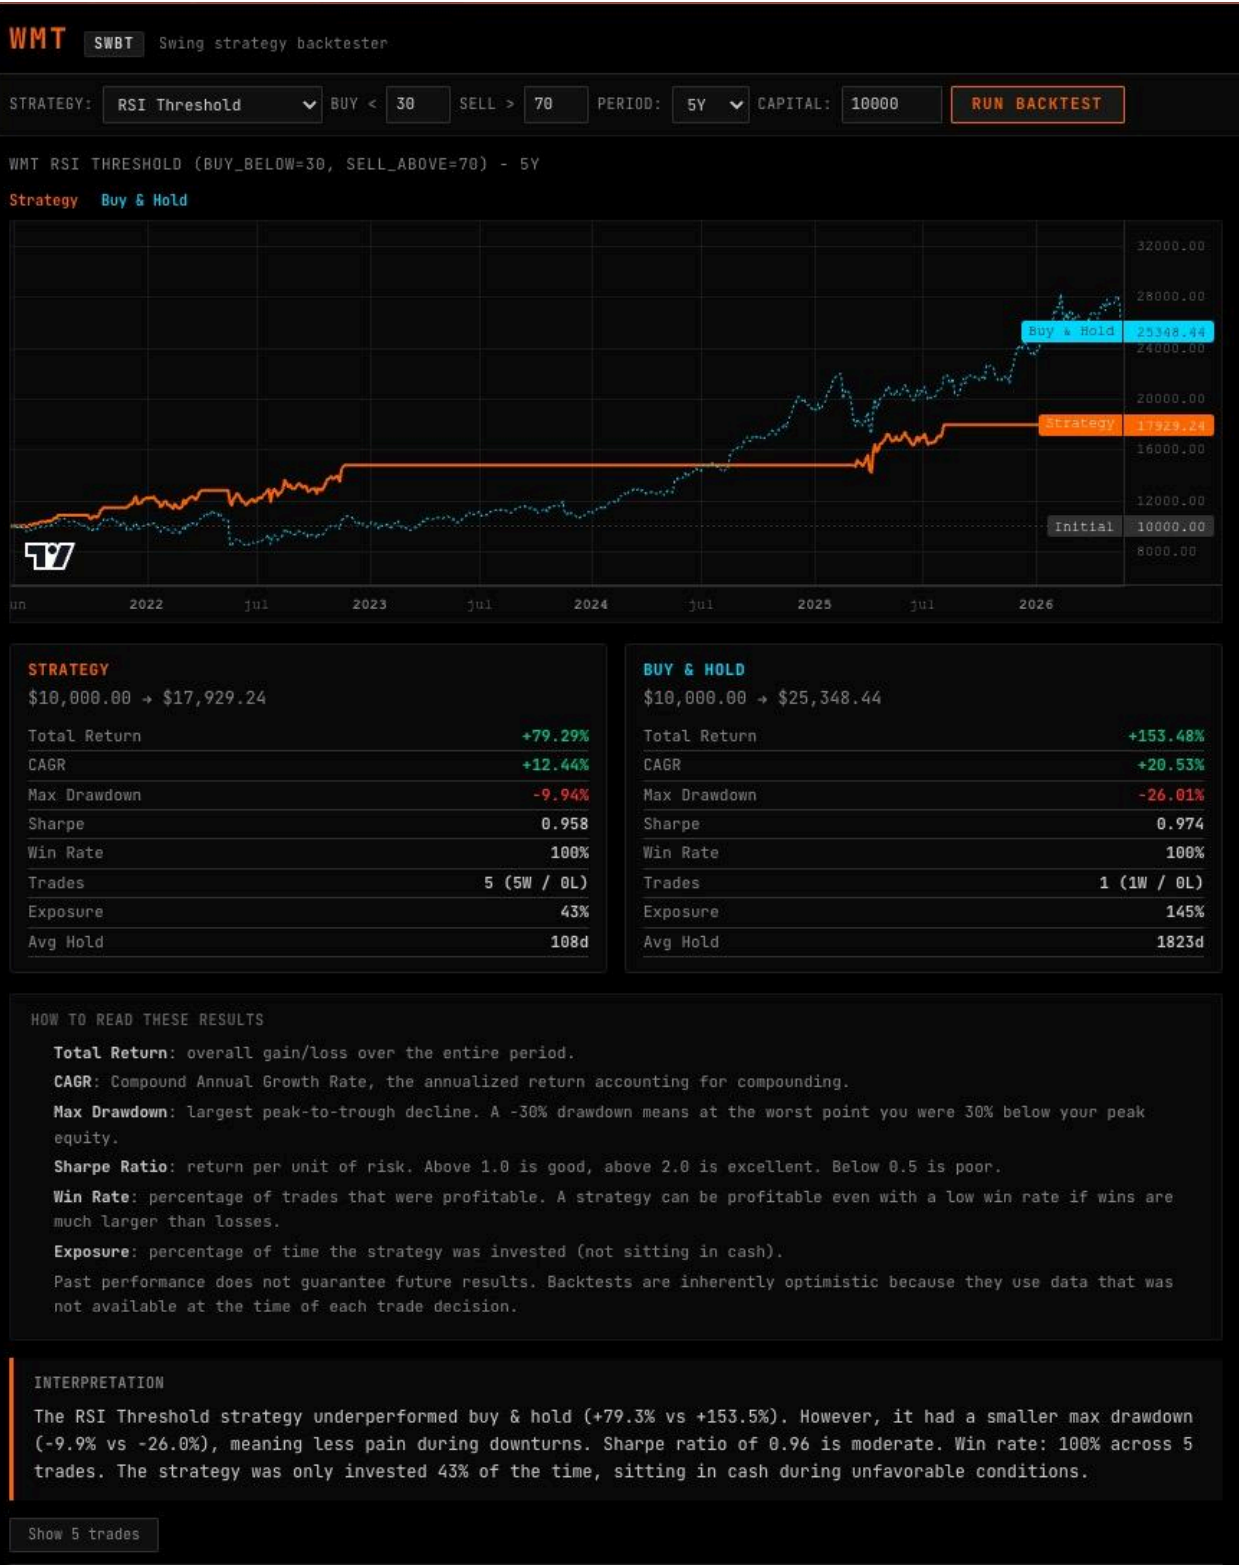 WMT SWBT Swing strategy backtester
STRATEGY: RSI Threshold BUY < 30 SELL > 70 PERIOD: 5Y CAPITAL: 10000 RUN BACKTEST
WMT RSI THRESHOLD (BUY_BELOW=30, SELL_ABOVE=70) - 5Y
Strategy Buy & Hold
32000.00
28000.00
Buy & Hold 25348.44
24000.00
20000.00
Strategy 17929.24
16000.00
12000.00
Initial 10000.00
8000.00
un 2022 jul 2023 jul 2024 jul 2025 jul 2026
STRATEGY
$10,000.00 → $17,929.24
Total Return +79.29%
CAGR +12.44%
Max Drawdown -9.94%
Sharpe 0.958
Win Rate 100%
Trades 5 (5W / 0L)
Exposure 43%
Avg Hold 108d
BUY & HOLD
$10,000.00 → $25,348.44
Total Return +153.48%
CAGR +20.53%
Max Drawdown -26.01%
Sharpe 0.974
Win Rate 100%
Trades 1 (1W / 0L)
Exposure 145%
Avg Hold 1823d
HOW TO READ THESE RESULTS
Total Return: overall gain/loss over the entire period.
CAGR: Compound Annual Growth Rate, the annualized return accounting for compounding.
Max Drawdown: largest peak-to-trough decline. A -30% drawdown means at the worst point you were 30% below your peak
equity.
Sharpe Ratio: return per unit of risk. Above 1.0 is good, above 2.0 is excellent. Below 0.5 is poor.
Win Rate: percentage of trades that were profitable. A strategy can be profitable even with a low win rate if wins are
much larger than losses.
Exposure: percentage of time the strategy was invested (not sitting in cash).
Past performance does not guarantee future results. Backtests are inherently optimistic because they use data that was
not available at the time of each trade decision.
INTERPRETATION
The RSI Threshold strategy underperformed buy & hold (+79.3% vs +153.5%). However, it had a smaller max drawdown
(-9.9% vs -26.0%), meaning less pain during downturns. Sharpe ratio of 0.96 is moderate. Win rate: 100% across 5
trades. The strategy was only invested 43% of the time, sitting in cash during unfavorable conditions.
Show 5 trades